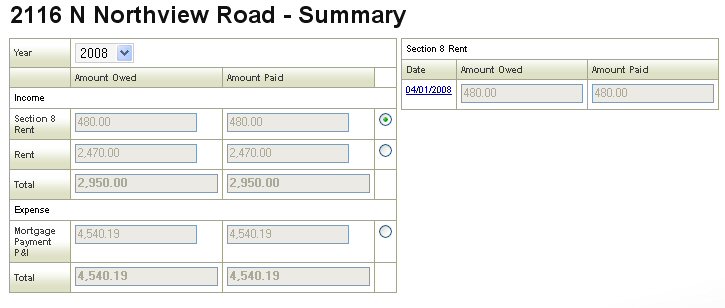 2116 N Northview Road - Summary
Year 2008
Amount Owed Amount Paid
Income
Section 8
Rent
480.00 480.00
Rent 2,470.00 2,470.00
Total 2,950.00 2,950.00
Expense
Mortgage
Payment
P&I
4,540.19 4,540.19
Total 4,540.19 4,540.19
Section 8 Rent
Date Amount Owed Amount Paid
04/01/2008 480.00 480.00